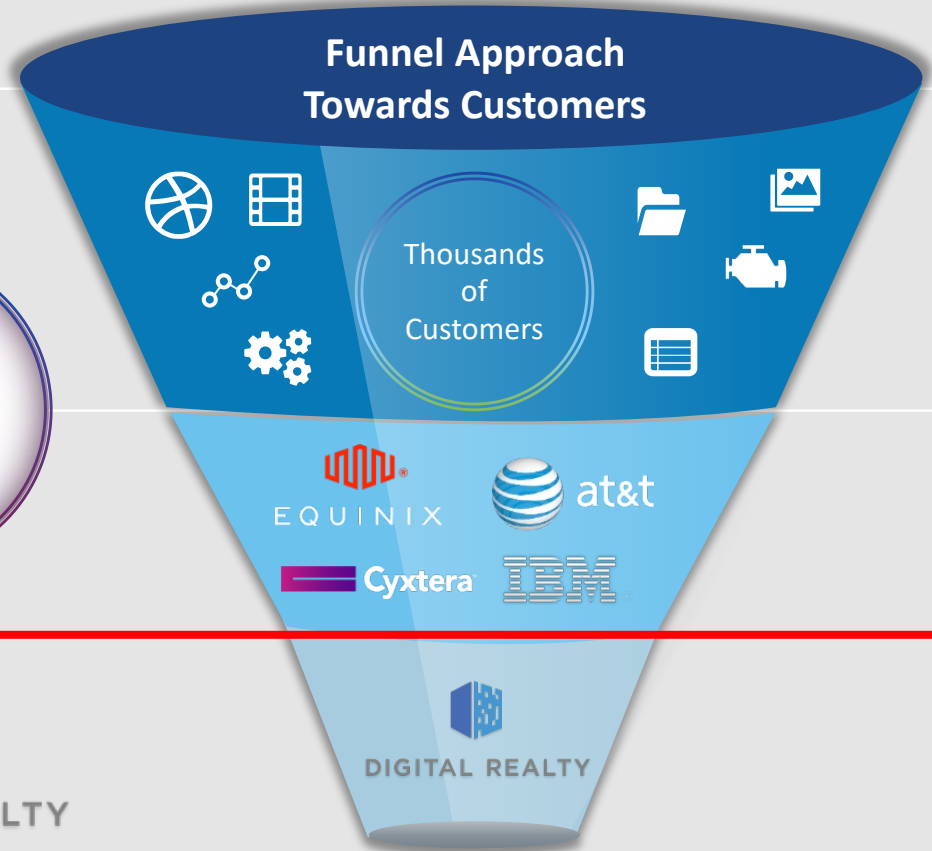 Funnel Approach
Towards Customers
Thousands
of
Customers
EQUINIX
at&t
Cyxtera
IBM
DIGITAL REALTY
LTY